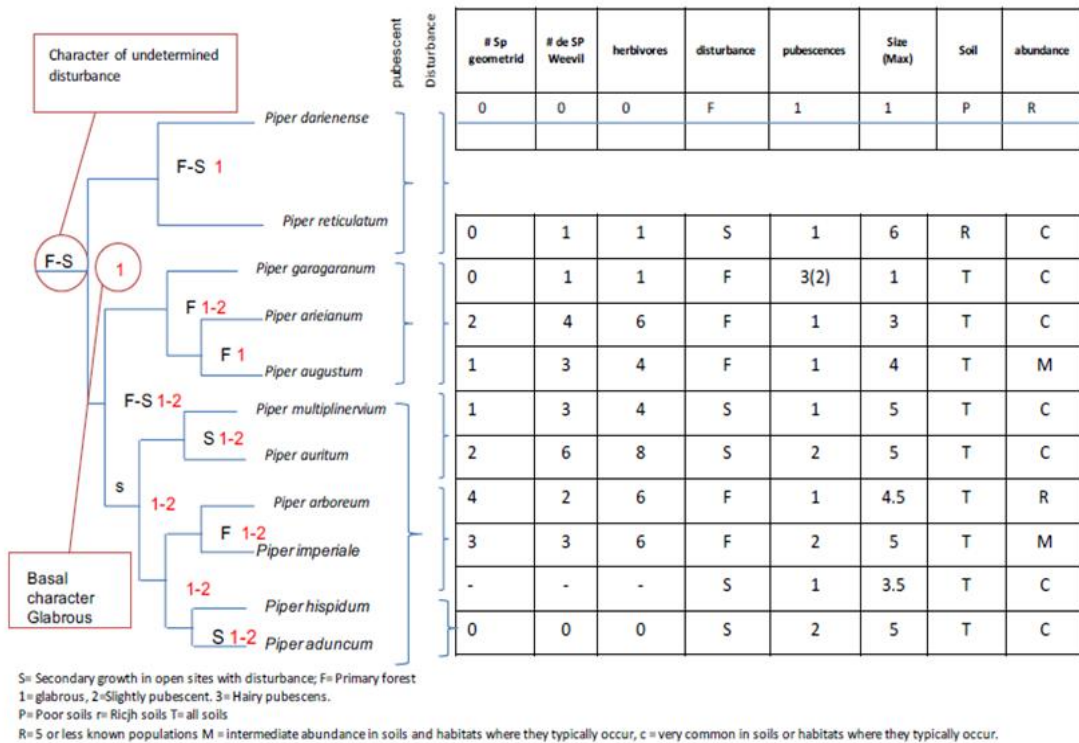 Character of undetermined
disturbance
pubescent
Disturbance
# Sp geometrid | # de SP Weevil | herbivores | disturbance | pubescences | Size (Max) | Soil | abundance
Piper darienense 0 0 0 F 1 1 P R
F-S 1
Piper reticulatum 0 1 1 S 1 6 R C
F-S 1
Piper garagaranum 0 1 1 F 3(2) 1 T C
F 1-2
Piper arieianum 2 4 6 F 1 3 T C
F 1
Piper augustum 1 3 4 F 1 4 T M
F-S 1-2
Piper multiplinervium 1 3 4 S 1 5 T C
S 1-2
Piper auritum 2 6 8 S 2 5 T C
s
1-2
Piper arboreum 4 2 6 F 1 4.5 T R
F 1-2
Piper imperiale 3 3 6 F 2 5 T M
1-2
Piper hispidum - - - S 1 3.5 T C
S 1-2
Piper aduncum 0 0 0 S 2 5 T C
Basal
character
Glabrous
S= Secondary growth in open sites with disturbance; F= Primary forest
1= glabrous, 2=Slightly pubescent. 3= Hairy pubescens.
P= Poor soils r= Ricjh soils T= all soils
R= 5 or less known populations M = intermediate abundance in soils and habitats where they typically occur, c = very common in soils or habitats where they typically occur.